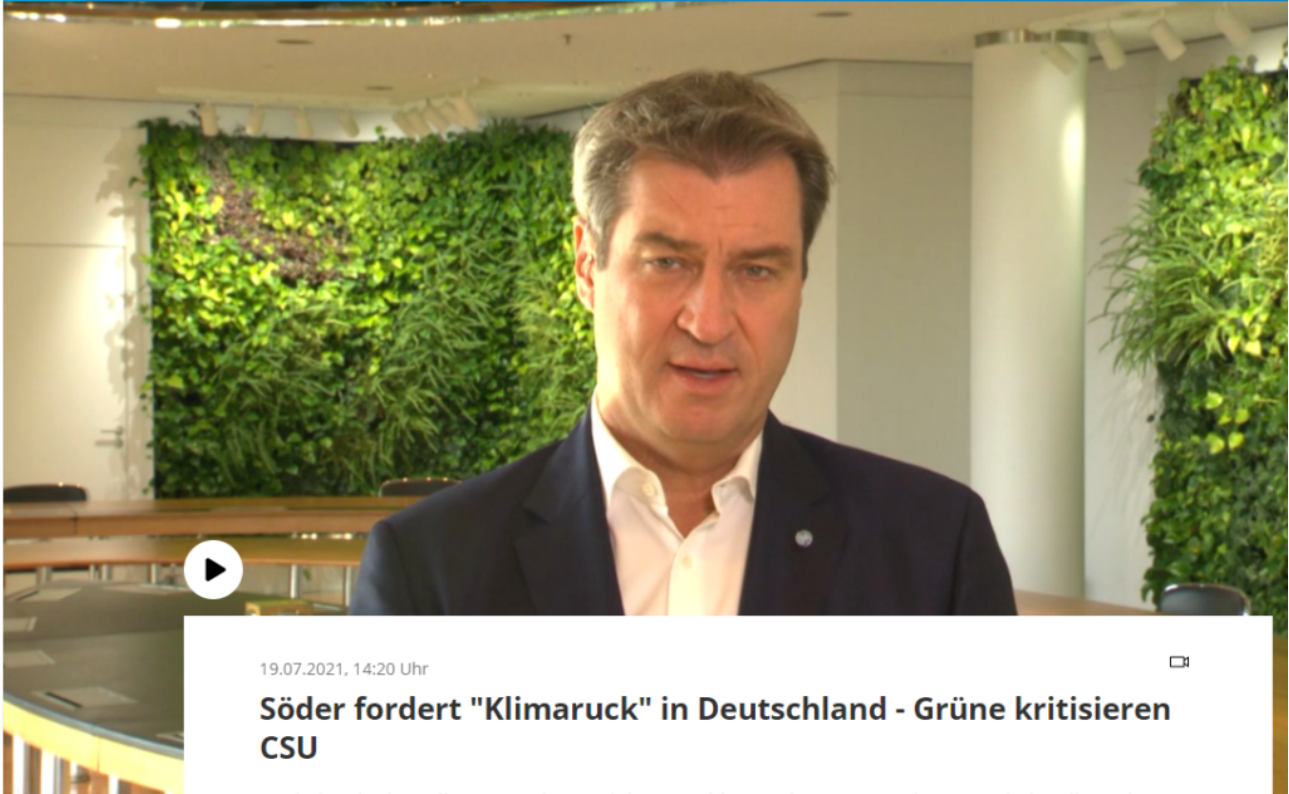 19.07.2021, 14:20 Uhr
Söder fordert "Klimaruck" in Deutschland - Grüne kritisieren
CSU